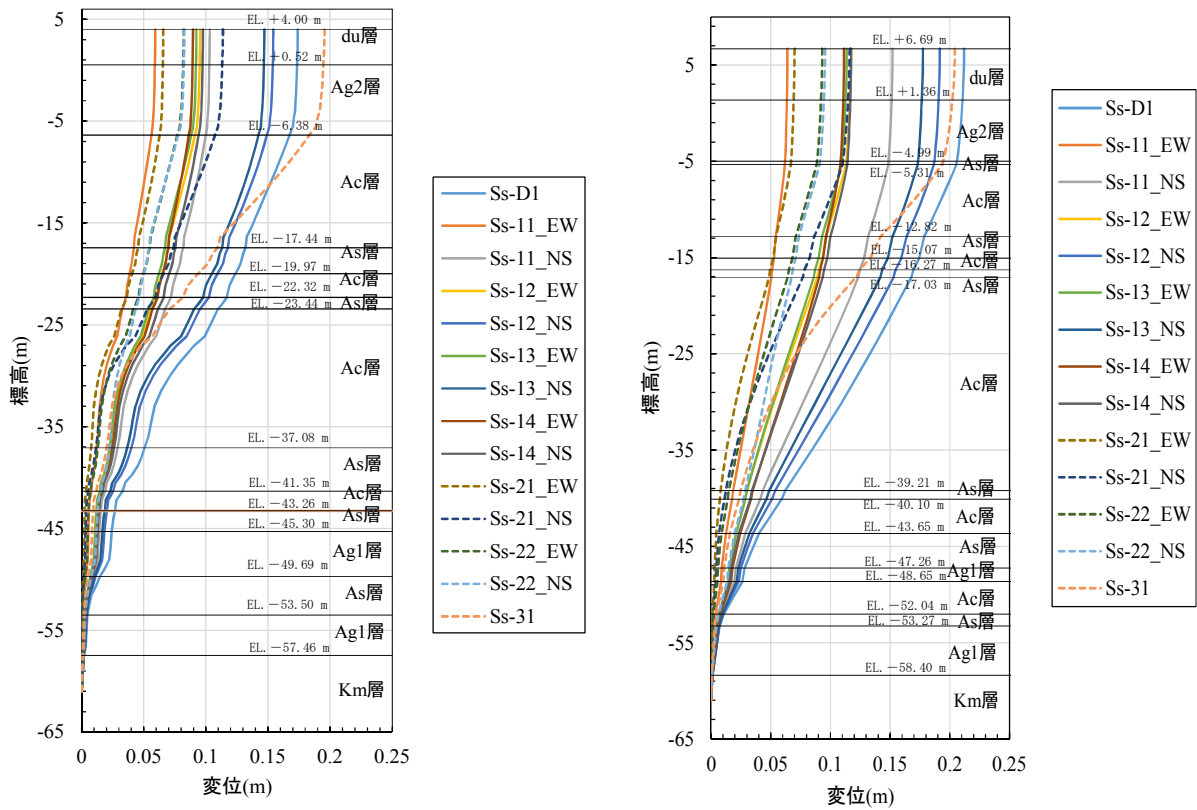 5
-5
-15
-25
-35
-45
-55
-65
標高(m)
0
0.05
0.1
0.15
0.2
0.25
変位(m)
EL. +4.00 m
du層
EL. +0.52 m
Ag2層
EL. -6.38 m
Ac層
EL. -17.44 m
As層
EL. -19.97 m
Ac層
EL. -22.32 m
As層
EL. -23.44 m
Ac層
EL. -37.08 m
As層
EL. -41.35 m
Ac層
EL. -43.26 m
As層
EL. -45.30 m
Ag1層
EL. -49.69 m
As層
EL. -53.50 m
Ag1層
EL. -57.46 m
Km層
Ss-D1
Ss-11_EW
Ss-11_NS
Ss-12_EW
Ss-12_NS
Ss-13_EW
Ss-13_NS
Ss-14_EW
Ss-14_NS
Ss-21_EW
Ss-21_NS
Ss-22_EW
Ss-22_NS
Ss-31
5
-5
-15
-25
-35
-45
-55
-65
標高(m)
0
0.05
0.1
0.15
0.2
0.25
変位(m)
EL. +6.69 m
du層
EL. +1.36 m
Ag2層
EL. -4.99 m
As層
EL. -5.31 m
Ac層
EL. -12.82 m
As層
EL. -15.07 m
Ac層
EL. -16.27 m
As層
EL. -17.03 m
Ac層
EL. -39.21 m
As層
EL. -40.10 m
Ac層
EL. -43.65 m
As層
EL. -47.26 m
Ag1層
EL. -48.65 m
Ac層
EL. -52.04 m
As層
EL. -53.27 m
Ag1層
EL. -58.40 m
Km層
Ss-D1
Ss-11_EW
Ss-11_NS
Ss-12_EW
Ss-12_NS
Ss-13_EW
Ss-13_NS
Ss-14_EW
Ss-14_NS
Ss-21_EW
Ss-21_NS
Ss-22_EW
Ss-22_NS
Ss-31